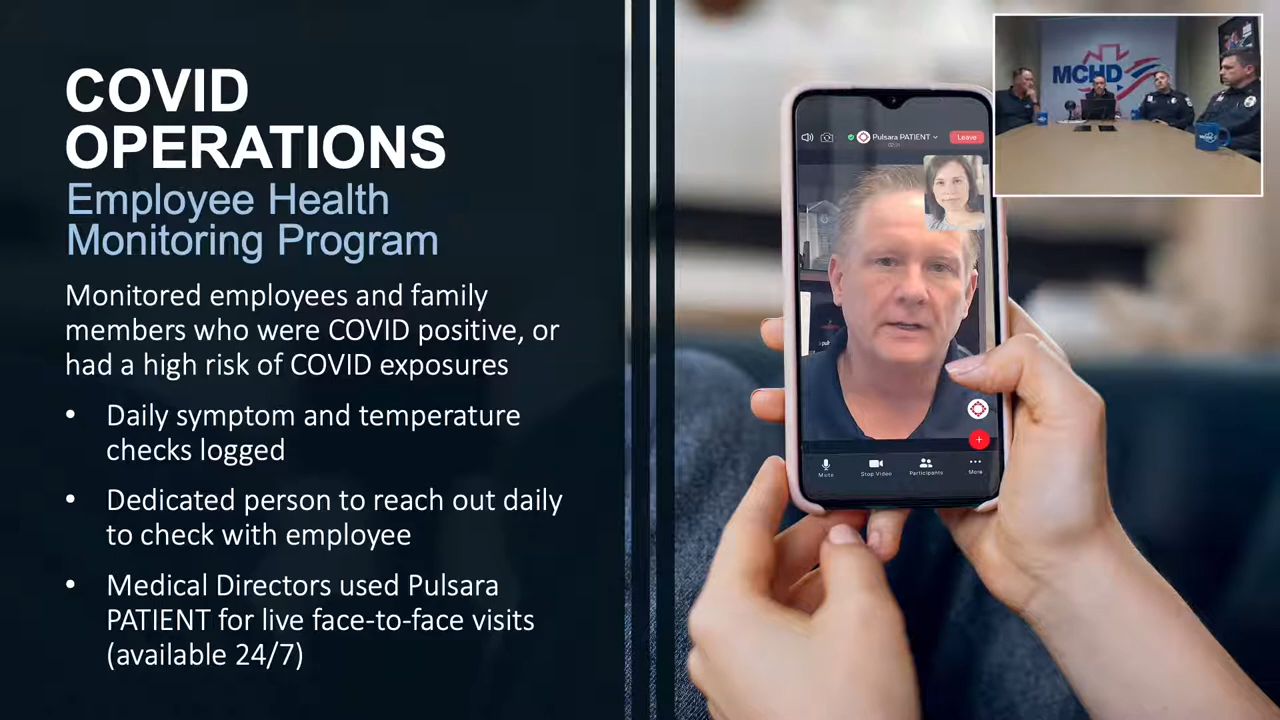 COVID
OPERATIONS
Employee Health
Monitoring Program
Monitored employees and family
members who were COVID positive, or
had a high risk of COVID exposures
• Daily symptom and temperature
checks logged
• Dedicated person to reach out daily
to check with employee
• Medical Directors used Pulsara
PATIENT for live face-to-face visits
(available 24/7)
MCHD
Pulsara PATIENT
Leave
Mute
Stop Video
Participants
More